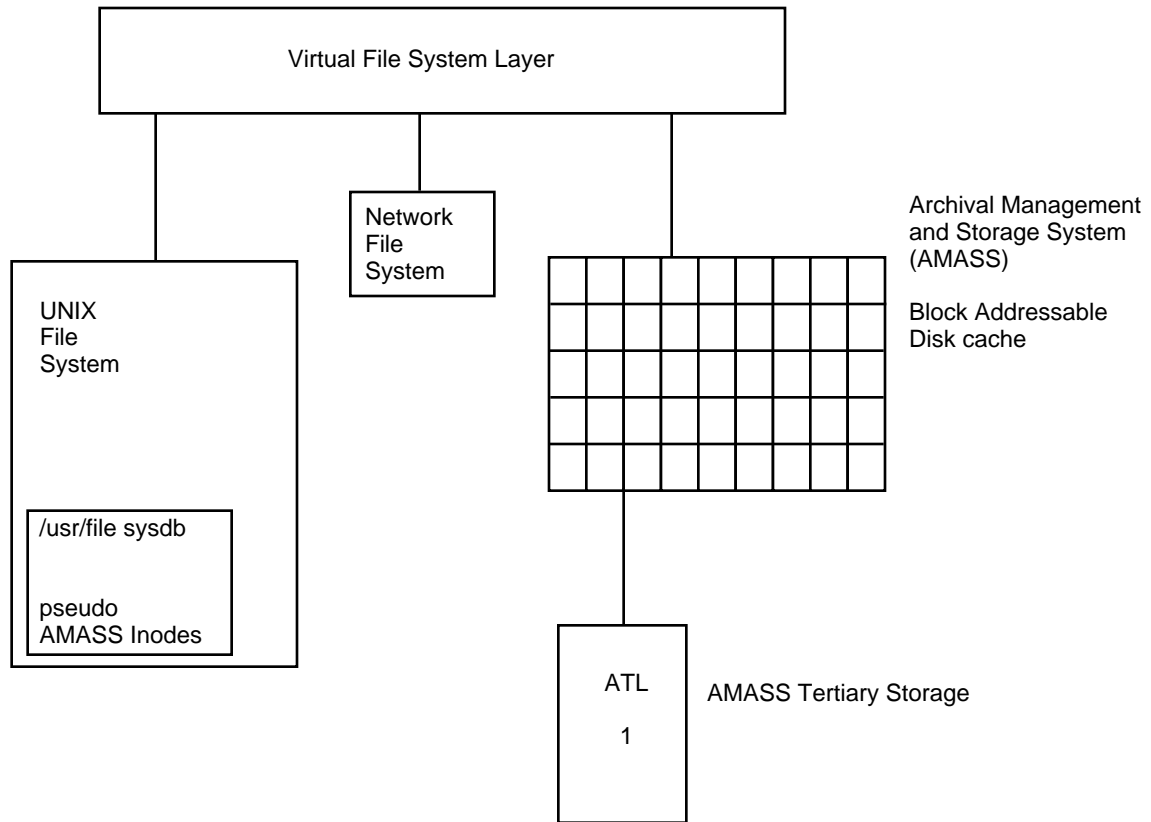 Virtual File System Layer
Network
File
System
Archival Management
and Storage System
(AMASS)
Block Addressable
Disk cache
UNIX
File
System
/usr/file sysdb
pseudo
AMASS Inodes
ATL
1
AMASS Tertiary Storage